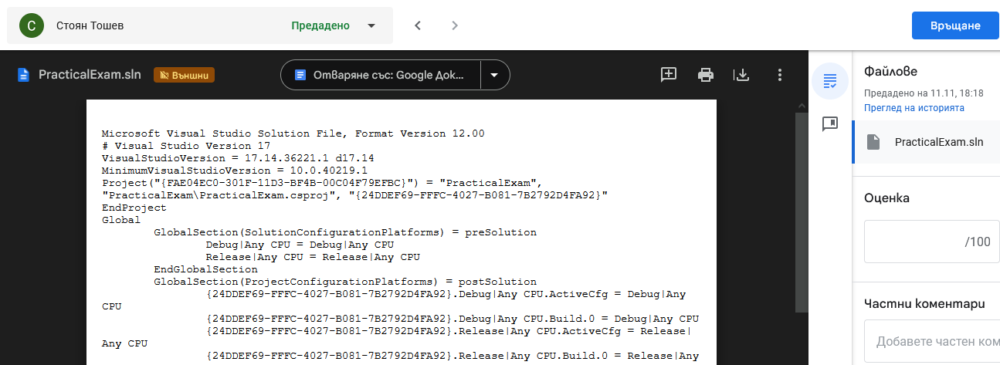 C Стоян Тошев Предадено Връщане
PracticalExam.sln Външни Отваряне със: Google Док...
Microsoft Visual Studio Solution File, Format Version 12.00
# Visual Studio Version 17
VisualStudioVersion = 17.14.36221.1 d17.14
MinimumVisualStudioVersion = 10.0.40219.1
Project("{FAE04EC0-301F-11D3-BF4B-00C04F79EFBC}") = "PracticalExam",
"PracticalExam\PracticalExam.csproj", "{24DDEF69-FFFC-4027-B081-7B2792D4FA92}"
EndProject
Global
GlobalSection(SolutionConfigurationPlatforms) = preSolution
Debug|Any CPU = Debug|Any CPU
Release|Any CPU = Release|Any CPU
EndGlobalSection
GlobalSection(ProjectConfigurationPlatforms) = postSolution
{24DDEF69-FFFC-4027-B081-7B2792D4FA92}.Debug|Any CPU.ActiveCfg = Debug|Any
CPU
{24DDEF69-FFFC-4027-B081-7B2792D4FA92}.Debug|Any CPU.Build.0 = Debug|Any CPU
{24DDEF69-FFFC-4027-B081-7B2792D4FA92}.Release|Any CPU.ActiveCfg = Release|
Any CPU
{24DDEF69-FFFC-4027-B081-7B2792D4FA92}.Release|Any CPU.Build.0 = Release|Any
Файлове
Предадено на 11.11, 18:18
Преглед на историята
PracticalExam.sln
Оценка
/100
Частни коментари
Добавете частен ком